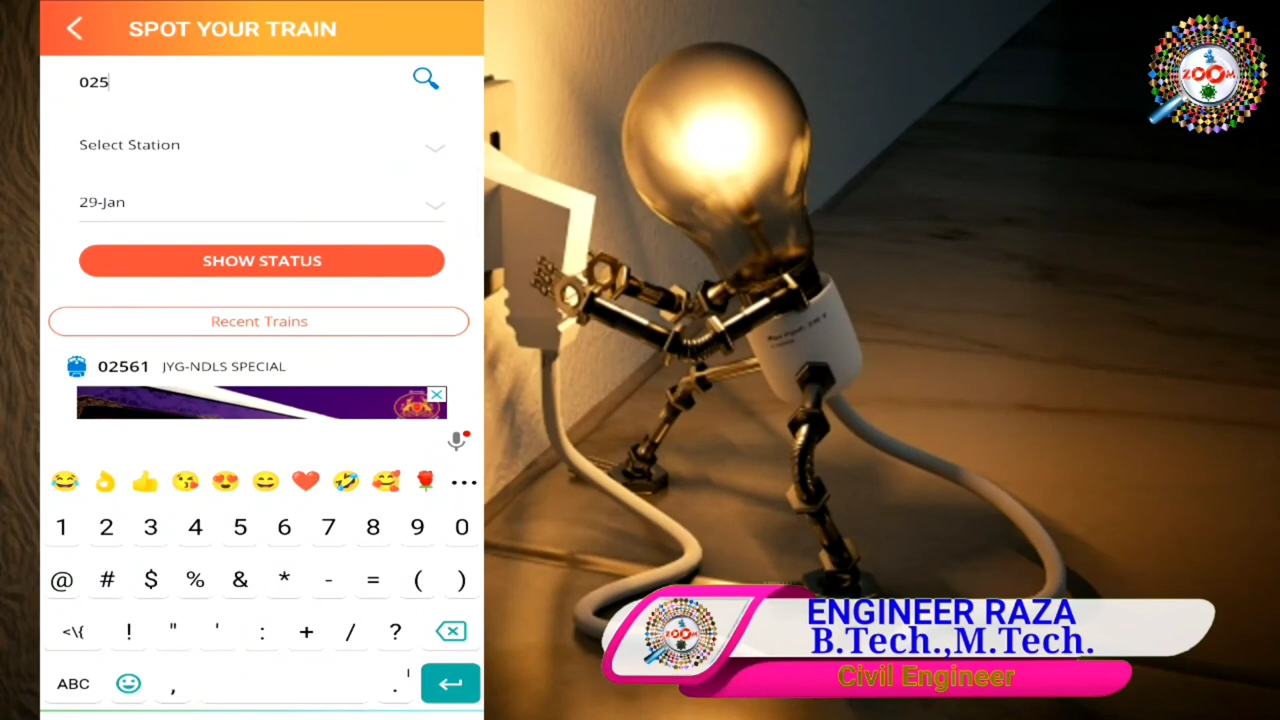 SPOT YOUR TRAIN
025
Select Station
29-Jan
SHOW STATUS
Recent Trains
02561 JYG-NDLS SPECIAL
1 2 3 4 5 6 7 8 9 0
@ # $ % & * - = ( )
<\{ ! " ' : + / ?
ABC , . '
ZOOM
ZOOM
ENGINEER RAZA
B.Tech.,M.Tech.
Civil Engineer